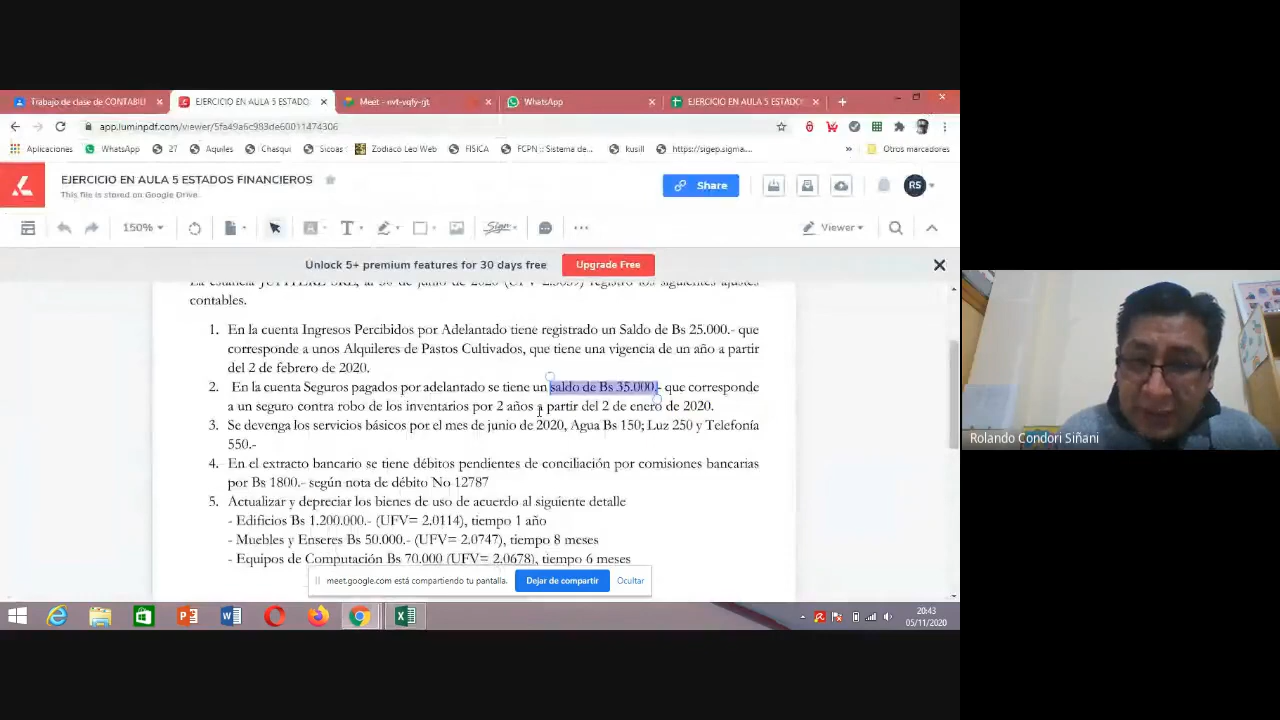 Trabajo de clase de CONTABILI
EJERCICIO EN AULA 5 ESTADO
Meet - nvt-vqfy-rjt
WhatsApp
EJERCICIO EN AULA 5 ESTADO
app.luminpdf.com/viewer/5fa49a6c983de60011474306
Aplicaciones
WhatsApp
27
Aquiles
Chasqui
Sicoas
Zodiacó Leo Web
FISICA
FCPN :: Sistema de...
kusill
https://sigep.sigma...
»
Otros marcadores
EJERCICIO EN AULA 5 ESTADOS FINANCIEROS
This file is stored on Google Drive.
Share
RS
150%
T
Sign
Viewer
Unlock 5+ premium features for 30 days free
Upgrade Free
contables.
1. En la cuenta Ingresos Percibidos por Adelantado tiene registrado un Saldo de Bs 25.000.- que
corresponde a unos Alquileres de Pastos Cultivados, que tiene una vigencia de un año a partir
del 2 de febrero de 2020.
2. En la cuenta Seguros pagados por adelantado se tiene un saldo de Bs 35.000.- que corresponde
a un seguro contra robo de los inventarios por 2 años a partir del 2 de enero de 2020.
3. Se devenga los servicios básicos por el mes de junio de 2020, Agua Bs 150; Luz 250 y Telefonía
550.-
4. En el extracto bancario se tiene débitos pendientes de conciliación por comisiones bancarias
por Bs 1800.- según nota de débito No 12787
5. Actualizar y depreciar los bienes de uso de acuerdo al siguiente detalle
- Edificios Bs 1.200.000.- (UFV= 2.0114), tiempo 1 año
- Muebles y Enseres Bs 50.000.- (UFV= 2.0747), tiempo 8 meses
- Equipos de Computación Bs 70.000 (UFV= 2.0678), tiempo 6 meses
meet.google.com está compartiendo tu pantalla.
Dejar de compartir
Ocultar
20:43
05/11/2020
Rolando Condori Siñani